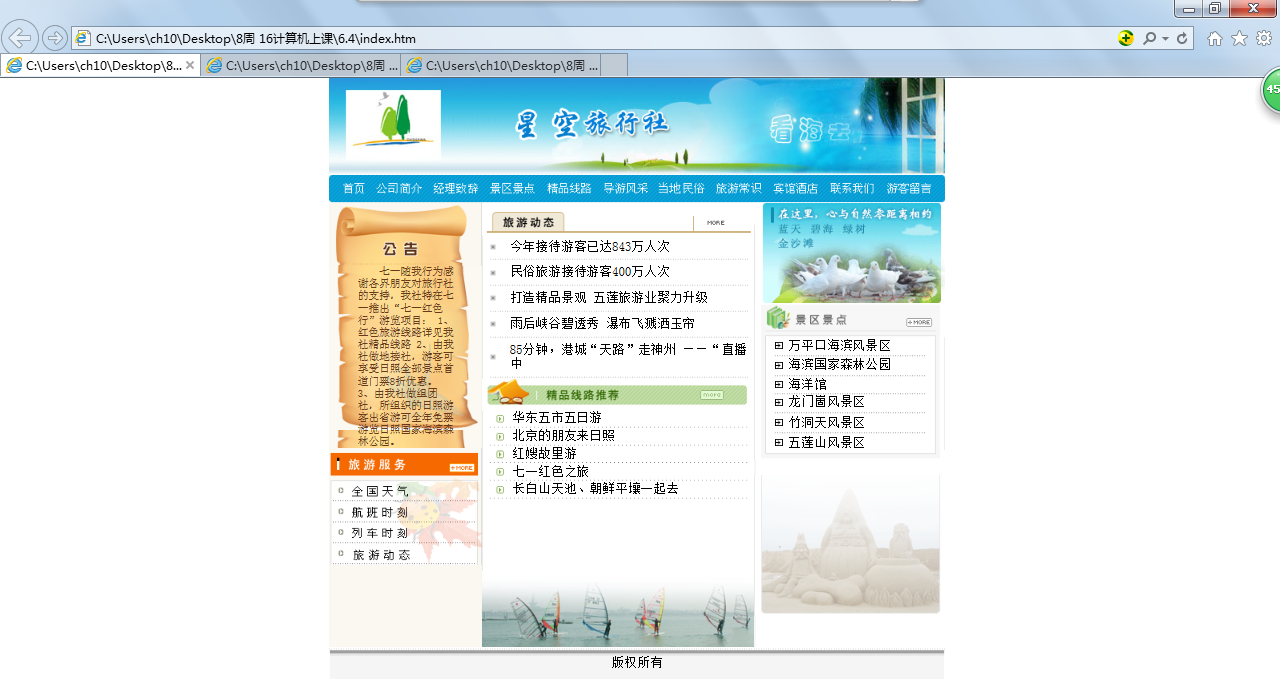 C:\Users\ch10\Desktop\8周 16计算机上课\6.4\index.htm
C:\Users\ch10\Desktop\8... C:\Users\ch10\Desktop\8周 ... C:\Users\ch10\Desktop\8周 ...
45
星空旅行社
看海去
首页 公司简介 经理致辞 景区景点 精品线路 导游风采 当地民俗 旅游常识 宾馆酒店 联系我们 游客留言
公告
七一随我行为感
谢各界朋友对旅行社
的支持，我社特在七
一推出“七一红色
行”游览项目： 1、
红色旅游线路详见我
社精品线路 2、由我
社做地接社，游客可
享受日照全部景点首
道门票8折优惠。
3、由我社做组团
社，所组织的日照游
客出省游可全年免票
游览日照国家海滨森
林公园。
旅游服务 MORE
全国天气
航班时刻
列车时刻
旅游动态
旅游动态 MORE
今年接待游客已达843万人次
民俗旅游接待游客400万人次
打造精品景观 五莲旅游业聚力升级
雨后峡谷碧透秀 瀑布飞溅洒玉帘
85分钟，港城“天路”走神州 －－“直播
中
精品线路推荐 more
华东五市五日游
北京的朋友来日照
红嫂故里游
七一红色之旅
长白山天池、朝鲜平壤一起去
在这里，心与自然零距离相约
蓝天 碧海 绿树
金沙滩
景区景点 MORE
万平口海滨风景区
海滨国家森林公园
海洋馆
龙门崮风景区
竹洞天风景区
五莲山风景区
版权所有